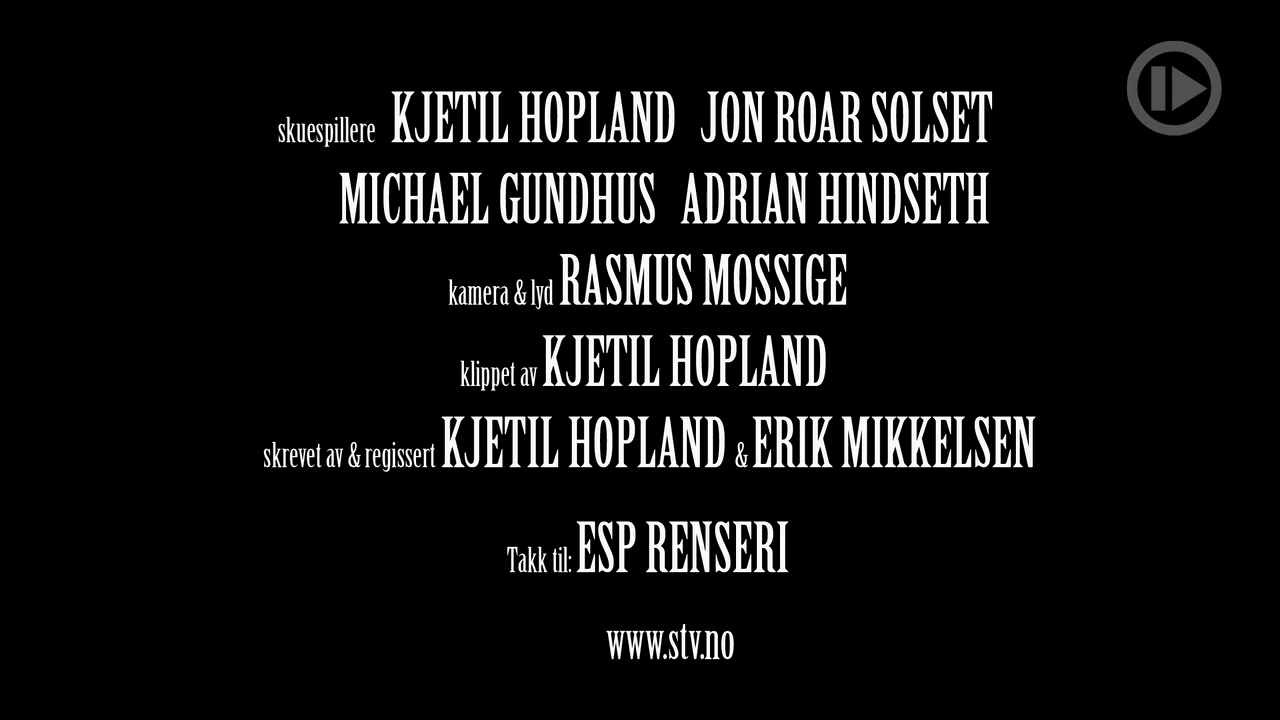 skuespillere KJETIL HOPLAND JON ROAR SOLSET
MICHAEL GUNDHUS ADRIAN HINDSETH
kamera & lyd RASMUS MOSSIGE
klippet av KJETIL HOPLAND
skrevet av & regissert KJETIL HOPLAND & ERIK MIKKELSEN
Takk til: ESP RENSERI
www.stv.no